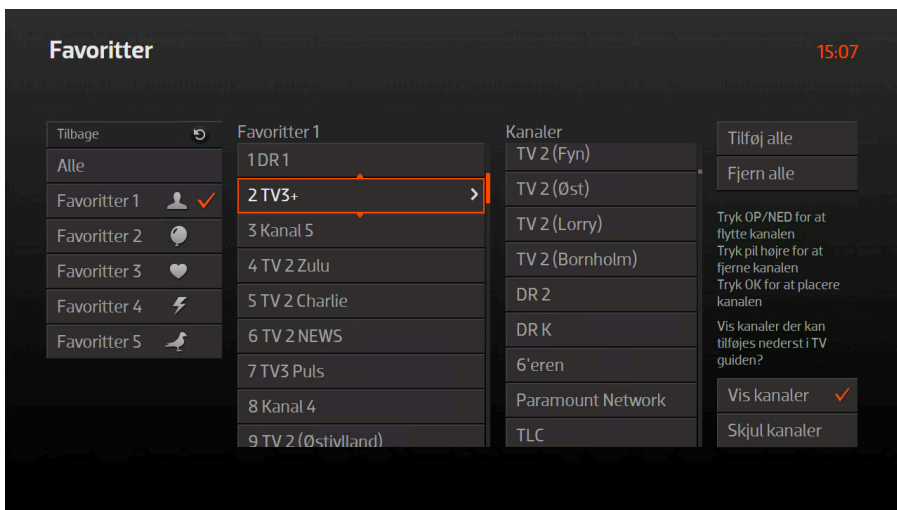 Favoritter
15:07
Tilbage
Alle
Favoritter 1
Favoritter 2
Favoritter 3
Favoritter 4
Favoritter 5
Favoritter 1
1 DR 1
2 TV3+
3 Kanal 5
4 TV 2 Zulu
5 TV 2 Charlie
6 TV 2 NEWS
7 TV3 Puls
8 Kanal 4
9 TV 2 (Østjylland)
Kanaler
TV 2 (Fyn)
TV 2 (Øst)
TV 2 (Lorry)
TV 2 (Bornholm)
DR 2
DR K
6'eren
Paramount Network
TLC
Tilføj alle
Fjern alle
Tryk OP/NED for at
flytte kanalen
Tryk pil højre for at
fjerne kanalen
Tryk OK for at placere
kanalen
Vis kanaler der kan
tilføjes nederst i TV
guiden?
Vis kanaler
Skjul kanaler